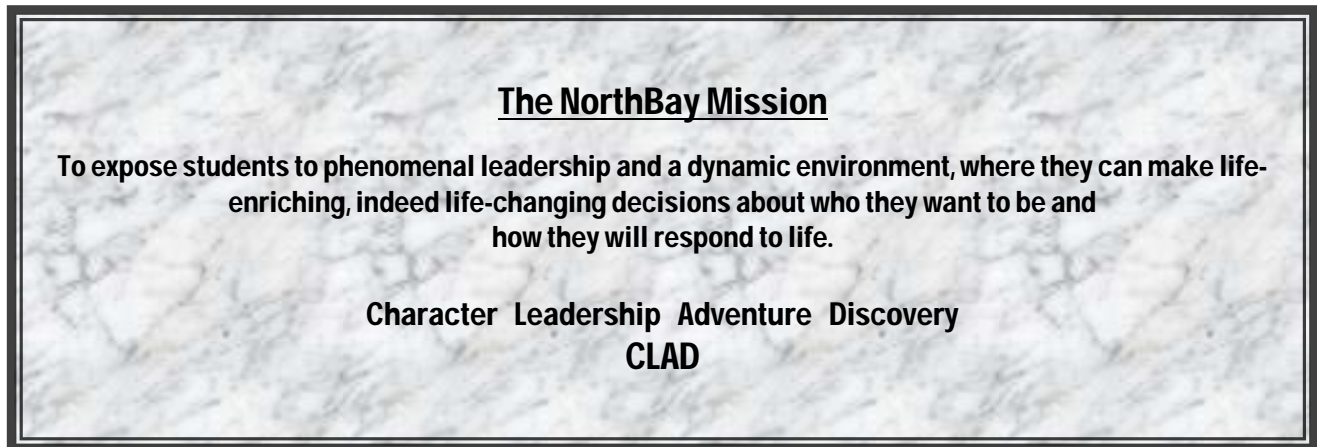 The NorthBay Mission
To expose students to phenomenal leadership and a dynamic environment, where they can make life-
enriching, indeed life-changing decisions about who they want to be and
how they will respond to life.
Character Leadership Adventure Discovery
CLAD